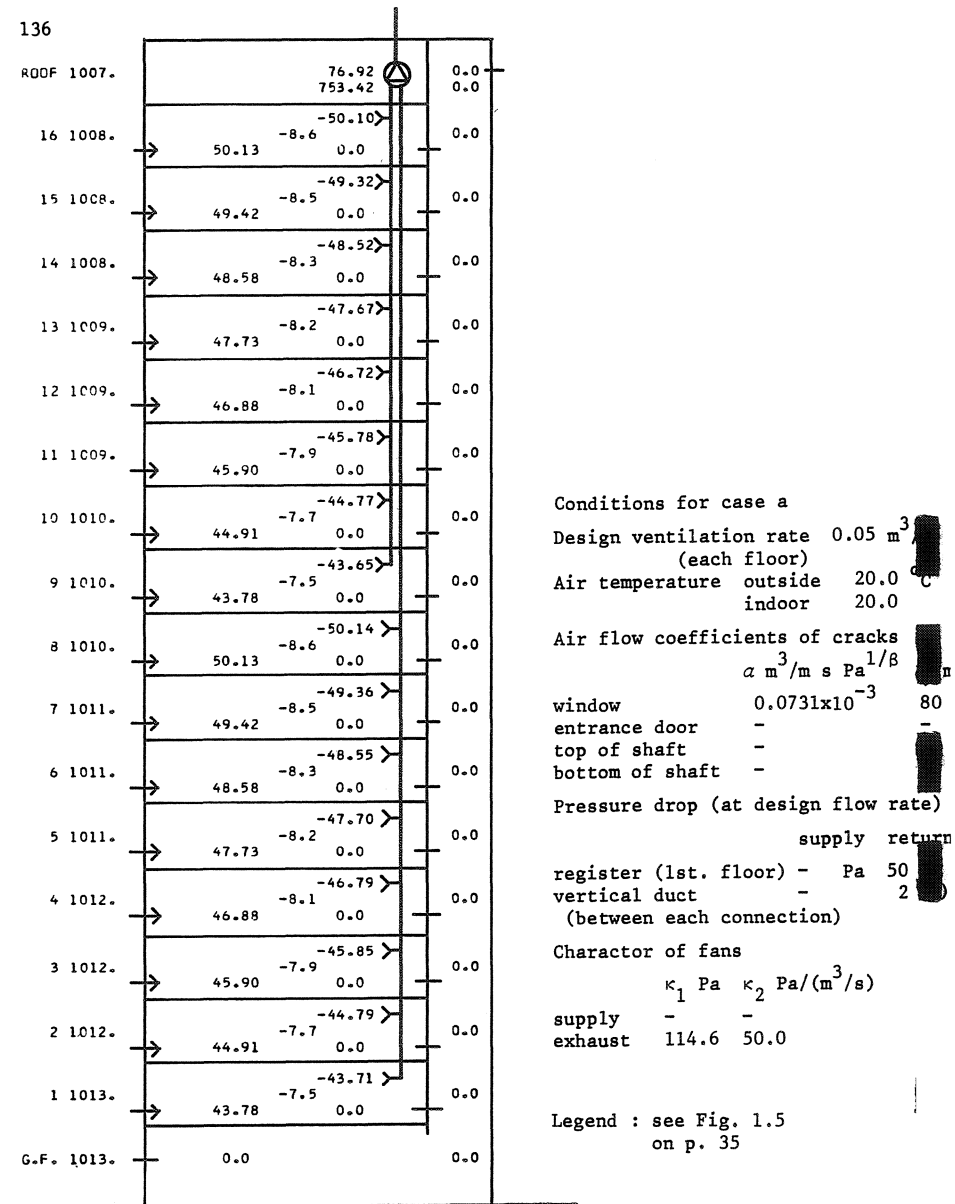 136
ROOF 1007. 76.92 0.0
753.42 0.0
-50.10
16 1008. -8.6 0.0
50.13 0.0
-49.32
15 1008. -8.5 0.0
49.42 0.0
-48.52
14 1008. -8.3 0.0
48.58 0.0
-47.67
13 1009. -8.2 0.0
47.73 0.0
-46.72
12 1009. -8.1 0.0
46.88 0.0
-45.78
11 1009. -7.9 0.0
45.90 0.0
-44.77
10 1010. -7.7 0.0
44.91 0.0
-43.65
9 1010. -7.5 0.0
43.78 0.0
-50.14
8 1010. -8.6 0.0
50.13 0.0
-49.36
7 1011. -8.5 0.0
49.42 0.0
-48.55
6 1011. -8.3 0.0
48.58 0.0
-47.70
5 1011. -8.2 0.0
47.73 0.0
-46.79
4 1012. -8.1 0.0
46.88 0.0
-45.85
3 1012. -7.9 0.0
45.90 0.0
-44.79
2 1012. -7.7 0.0
44.91 0.0
-43.71
1 1013. -7.5 0.0
43.78 0.0
G.F. 1013. 0.0 0.0
Conditions for case a
Design ventilation rate 0.05 m³/
(each floor)
Air temperature outside 20.0 °C
indoor 20.0
Air flow coefficients of cracks
α m³/m s Pa^1/β
window 0.0731x10⁻³ 80
entrance door - -
top of shaft -
bottom of shaft -
Pressure drop (at design flow rate)
supply return
register (1st. floor) - Pa 50
vertical duct - 2
(between each connection)
Charactor of fans
κ₁ Pa κ₂ Pa/(m³/s)
supply - -
exhaust 114.6 50.0
Legend : see Fig. 1.5
on p. 35